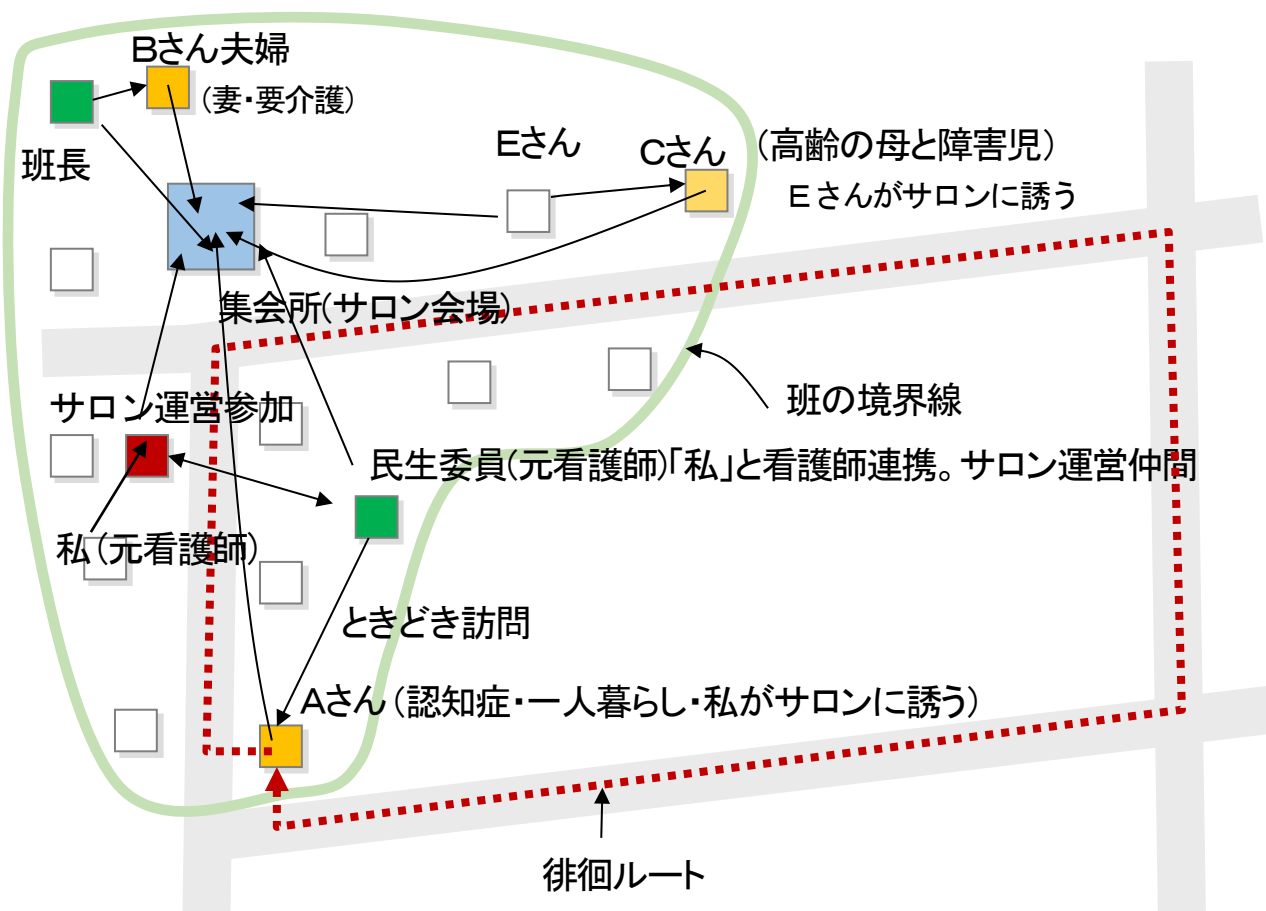 Bさん夫婦
(妻・要介護)
班長
Eさん
Cさん
(高齢の母と障害児)
Eさんがサロンに誘う
集会所(サロン会場)
サロン運営参加
班の境界線
民生委員(元看護師)「私」と看護師連携。サロン運営仲間
私(元看護師)
ときどき訪問
Aさん(認知症・一人暮らし・私がサロンに誘う)
徘徊ルート